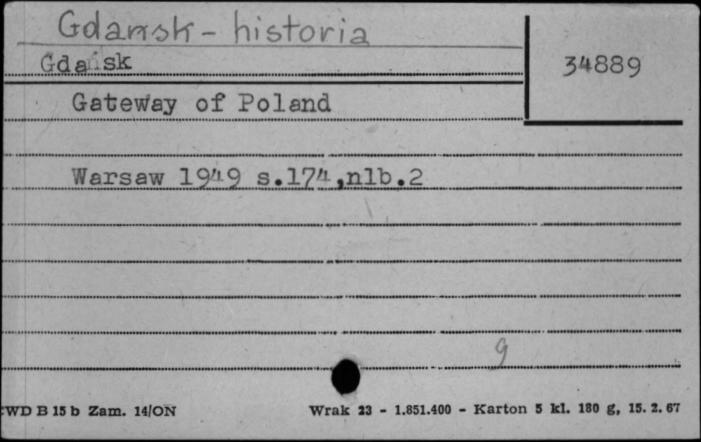 Gdańsk - historia
Gdańsk
34889
Gateway of Poland
Warsaw 1949 s.174,nlb.2
g
WD B 15 b Zam. 14/ON
Wrak 23 - 1.851.400 - Karton 5 kl. 180 g, 15. 2. 67